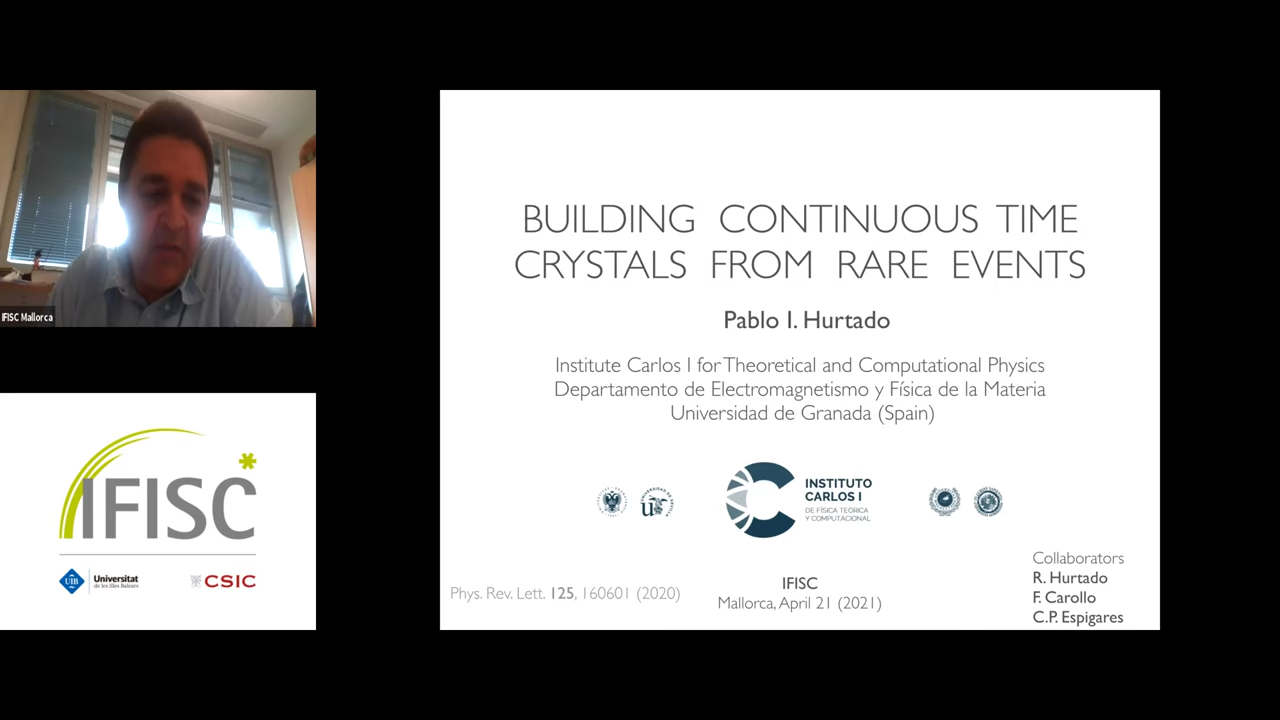 IFISC Mallorca
IFISC
UIB
Universitat
de les Illes Balears
CSIC
BUILDING CONTINUOUS TIME
CRYSTALS FROM RARE EVENTS
Pablo I. Hurtado
Institute Carlos I for Theoretical and Computational Physics
Departamento de Electromagnetismo y Física de la Materia
Universidad de Granada (Spain)
INSTITUTO
CARLOS I
DE FÍSICA TEÓRICA
Y COMPUTACIONAL
Phys. Rev. Lett. 125, 160601 (2020)
IFISC
Mallorca, April 21 (2021)
Collaborators
R. Hurtado
F. Carollo
C.P. Espigares